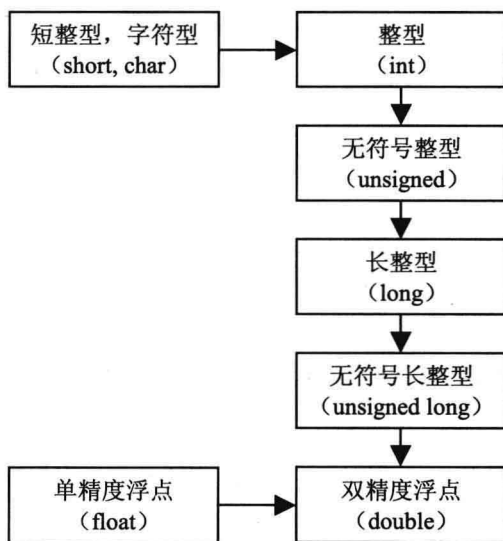 短整型，字符型
（short, char）
整型
（int）
无符号整型
（unsigned）
长整型
（long）
无符号长整型
（unsigned long）
单精度浮点
（float）
双精度浮点
（double）